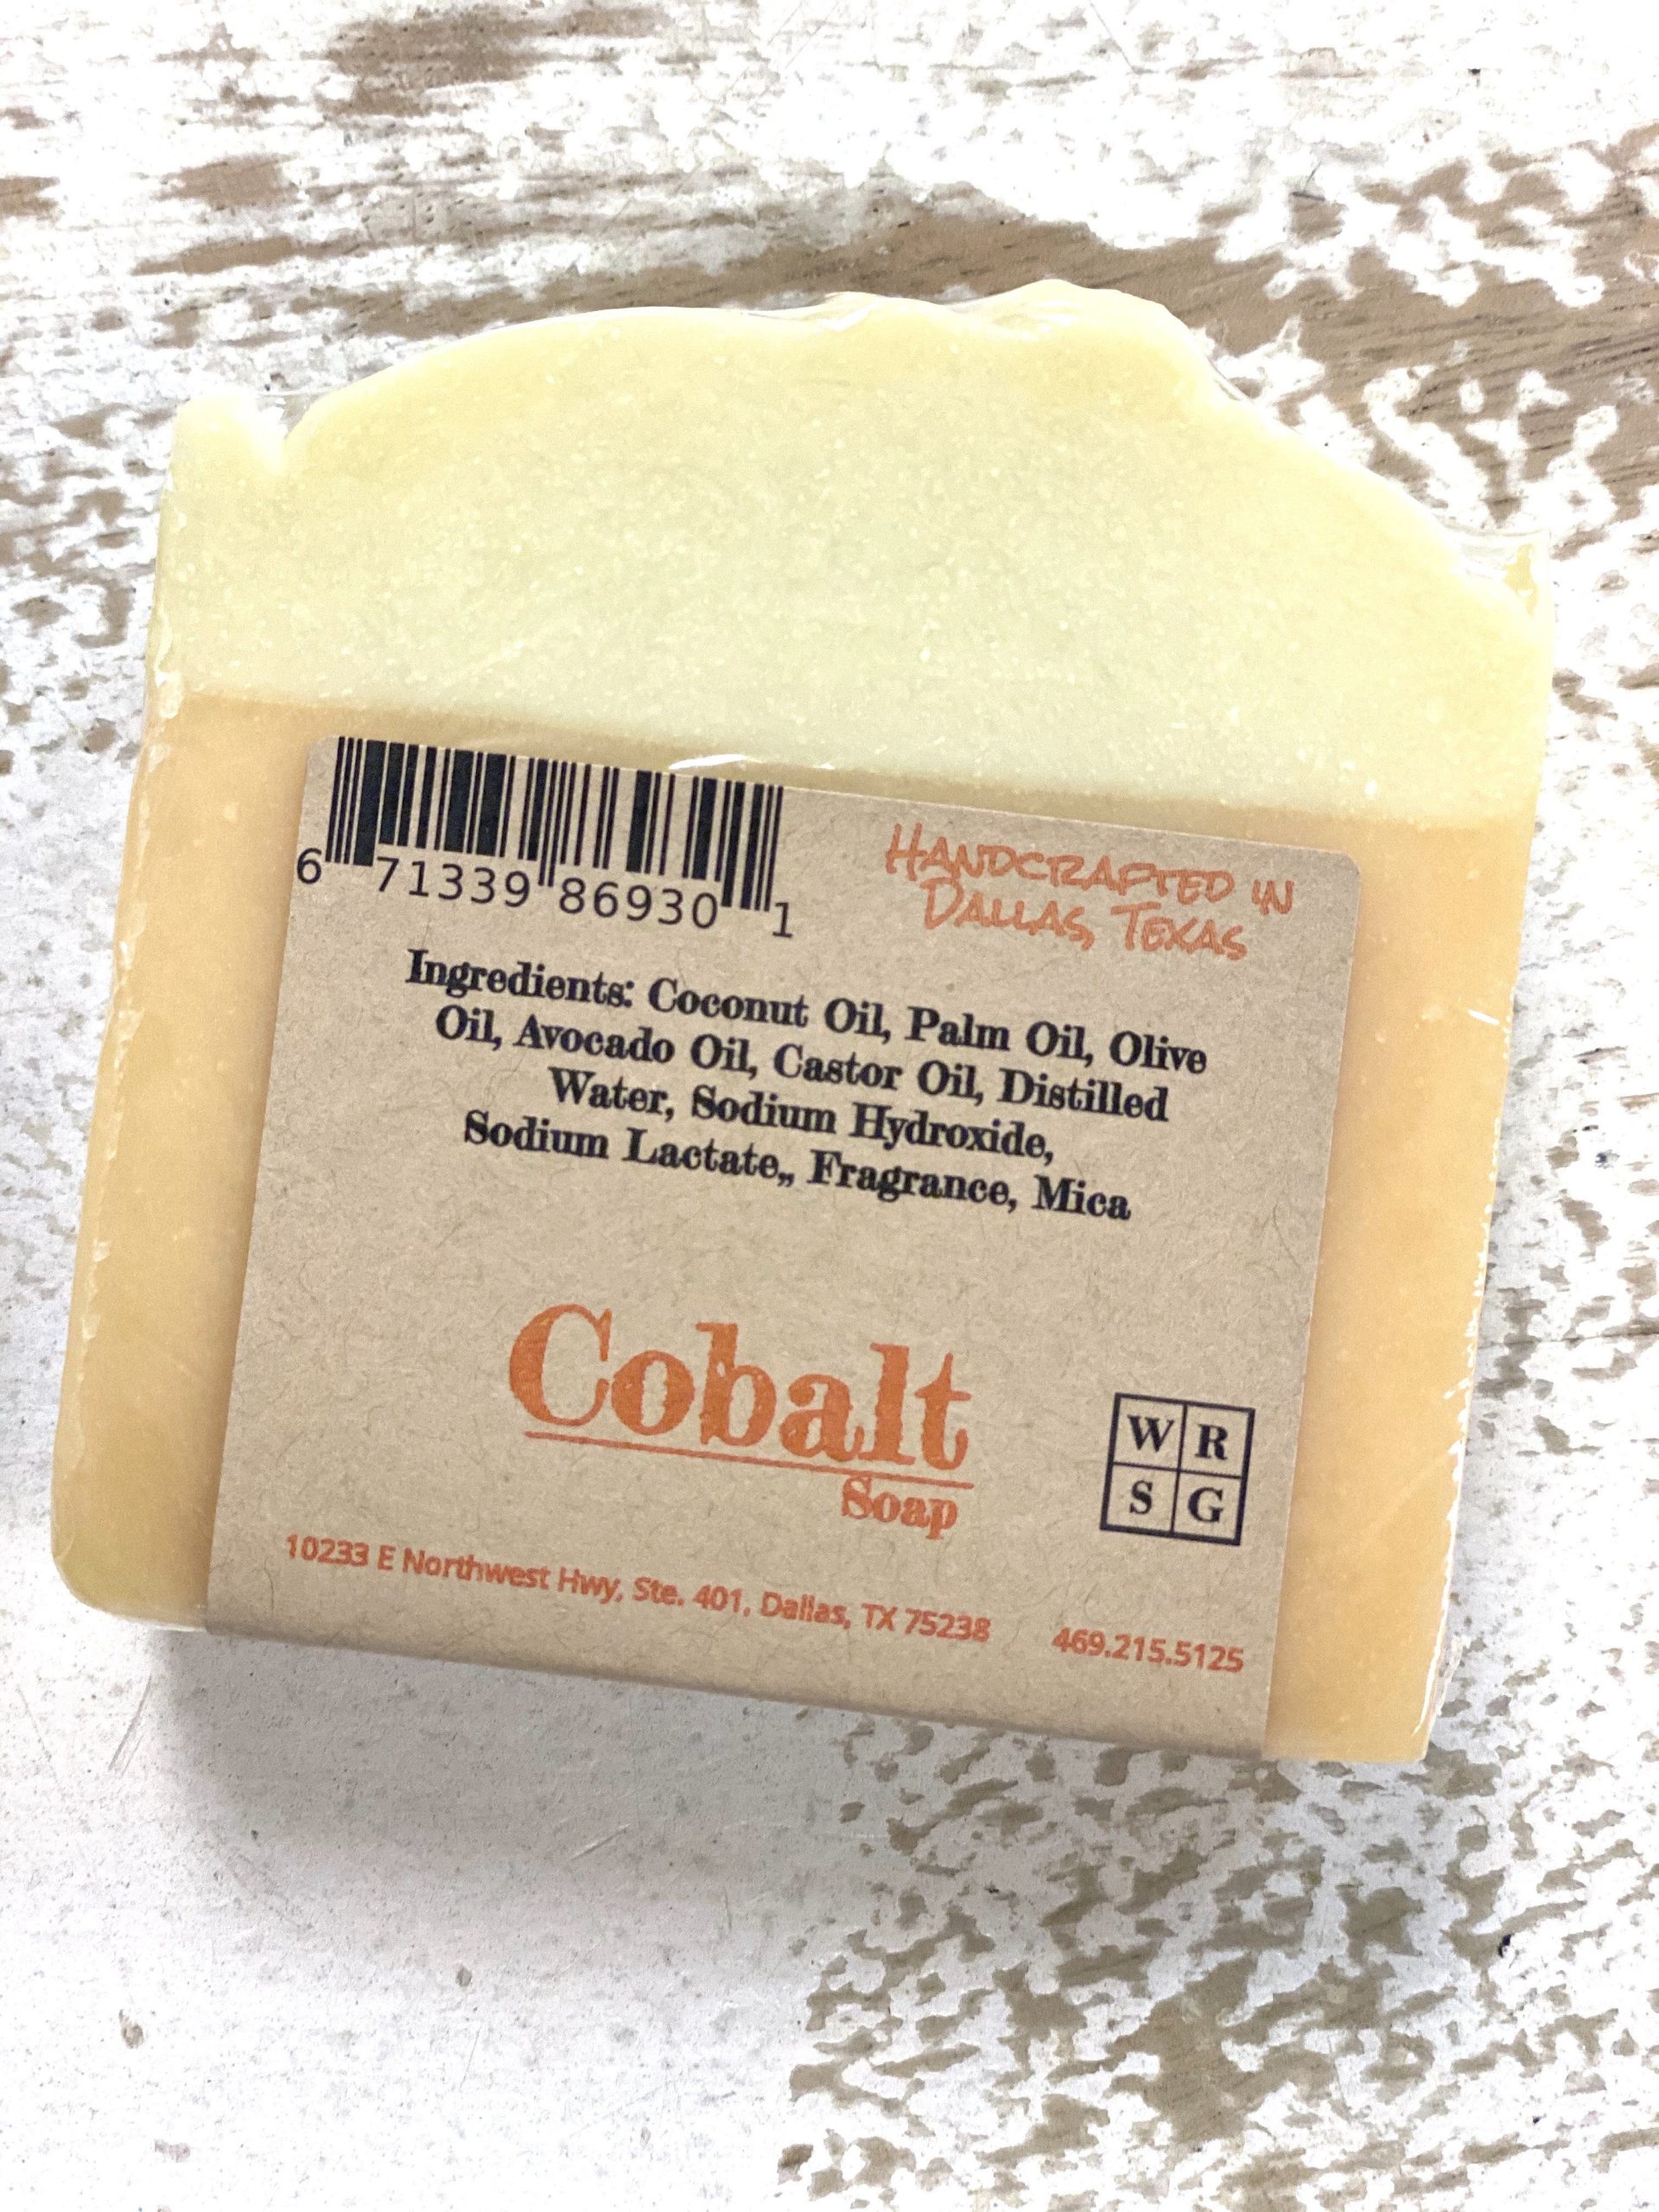 6 71339 86930 1
Handcrafted in
Dallas, Texas
Ingredients: Coconut Oil, Palm Oil, Olive
Oil, Avocado Oil, Castor Oil, Distilled
Water, Sodium Hydroxide,
Sodium Lactate,, Fragrance, Mica
Cobalt
Soap
W R
S G
10233 E Northwest Hwy, Ste. 401, Dallas, TX 75238 469.215.5125